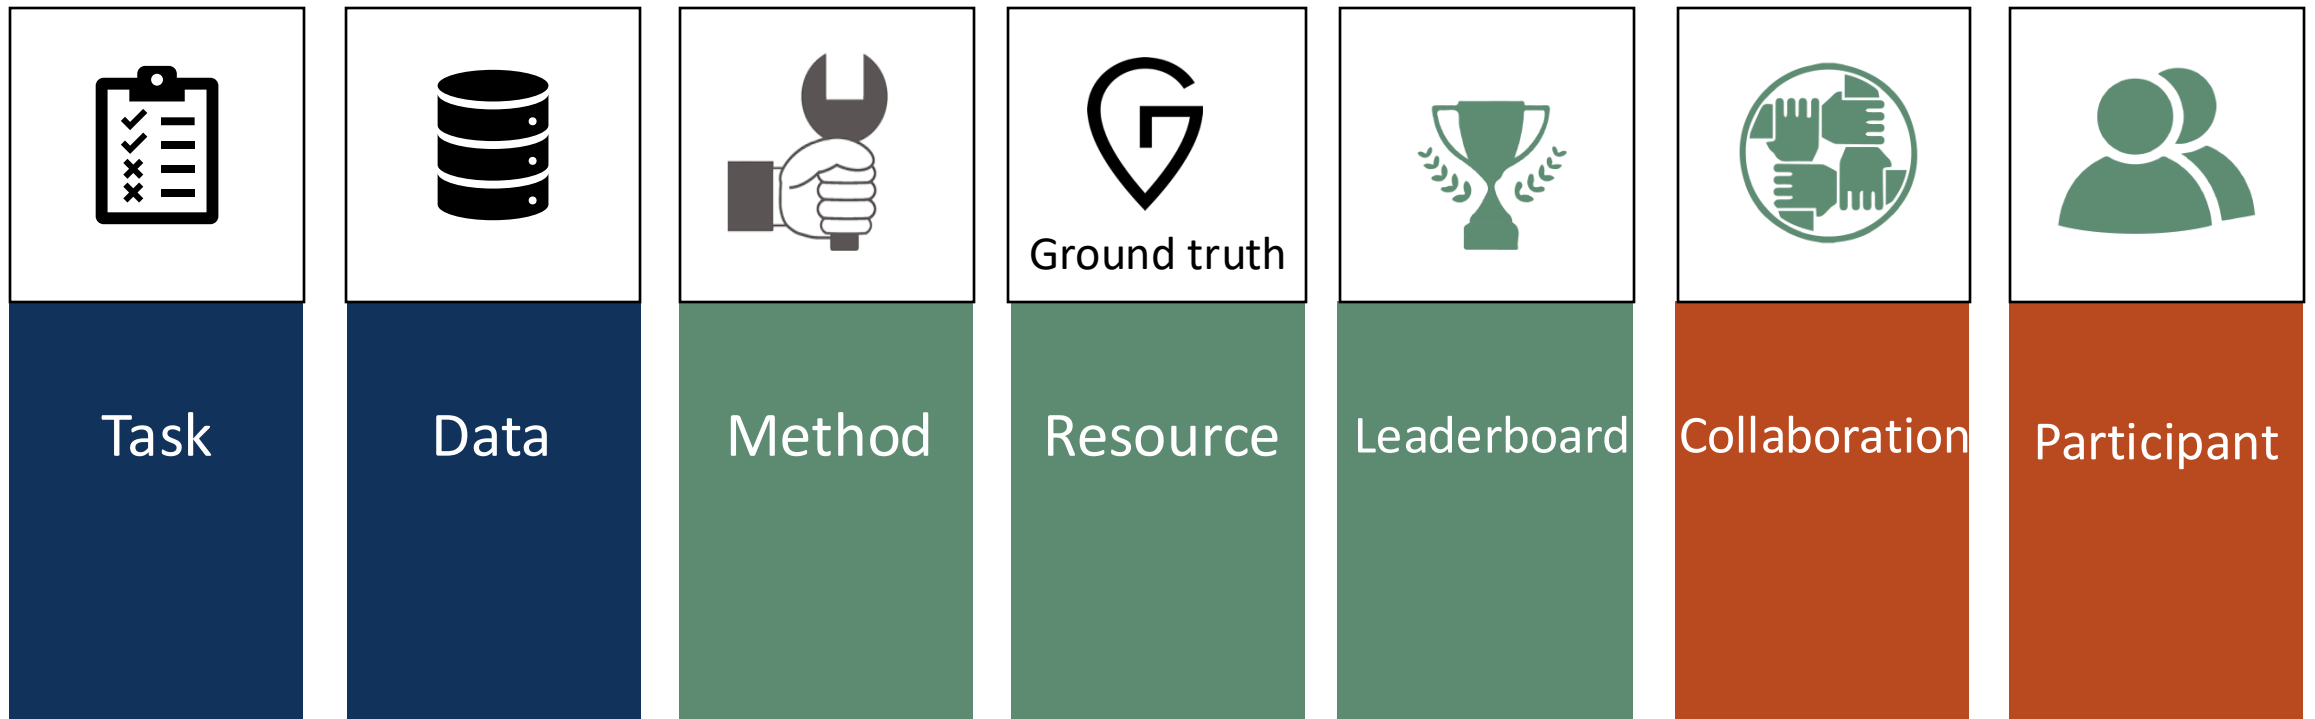 Ground truth
Task
Data
Method
Resource
Leaderboard
Collaboration
Participant